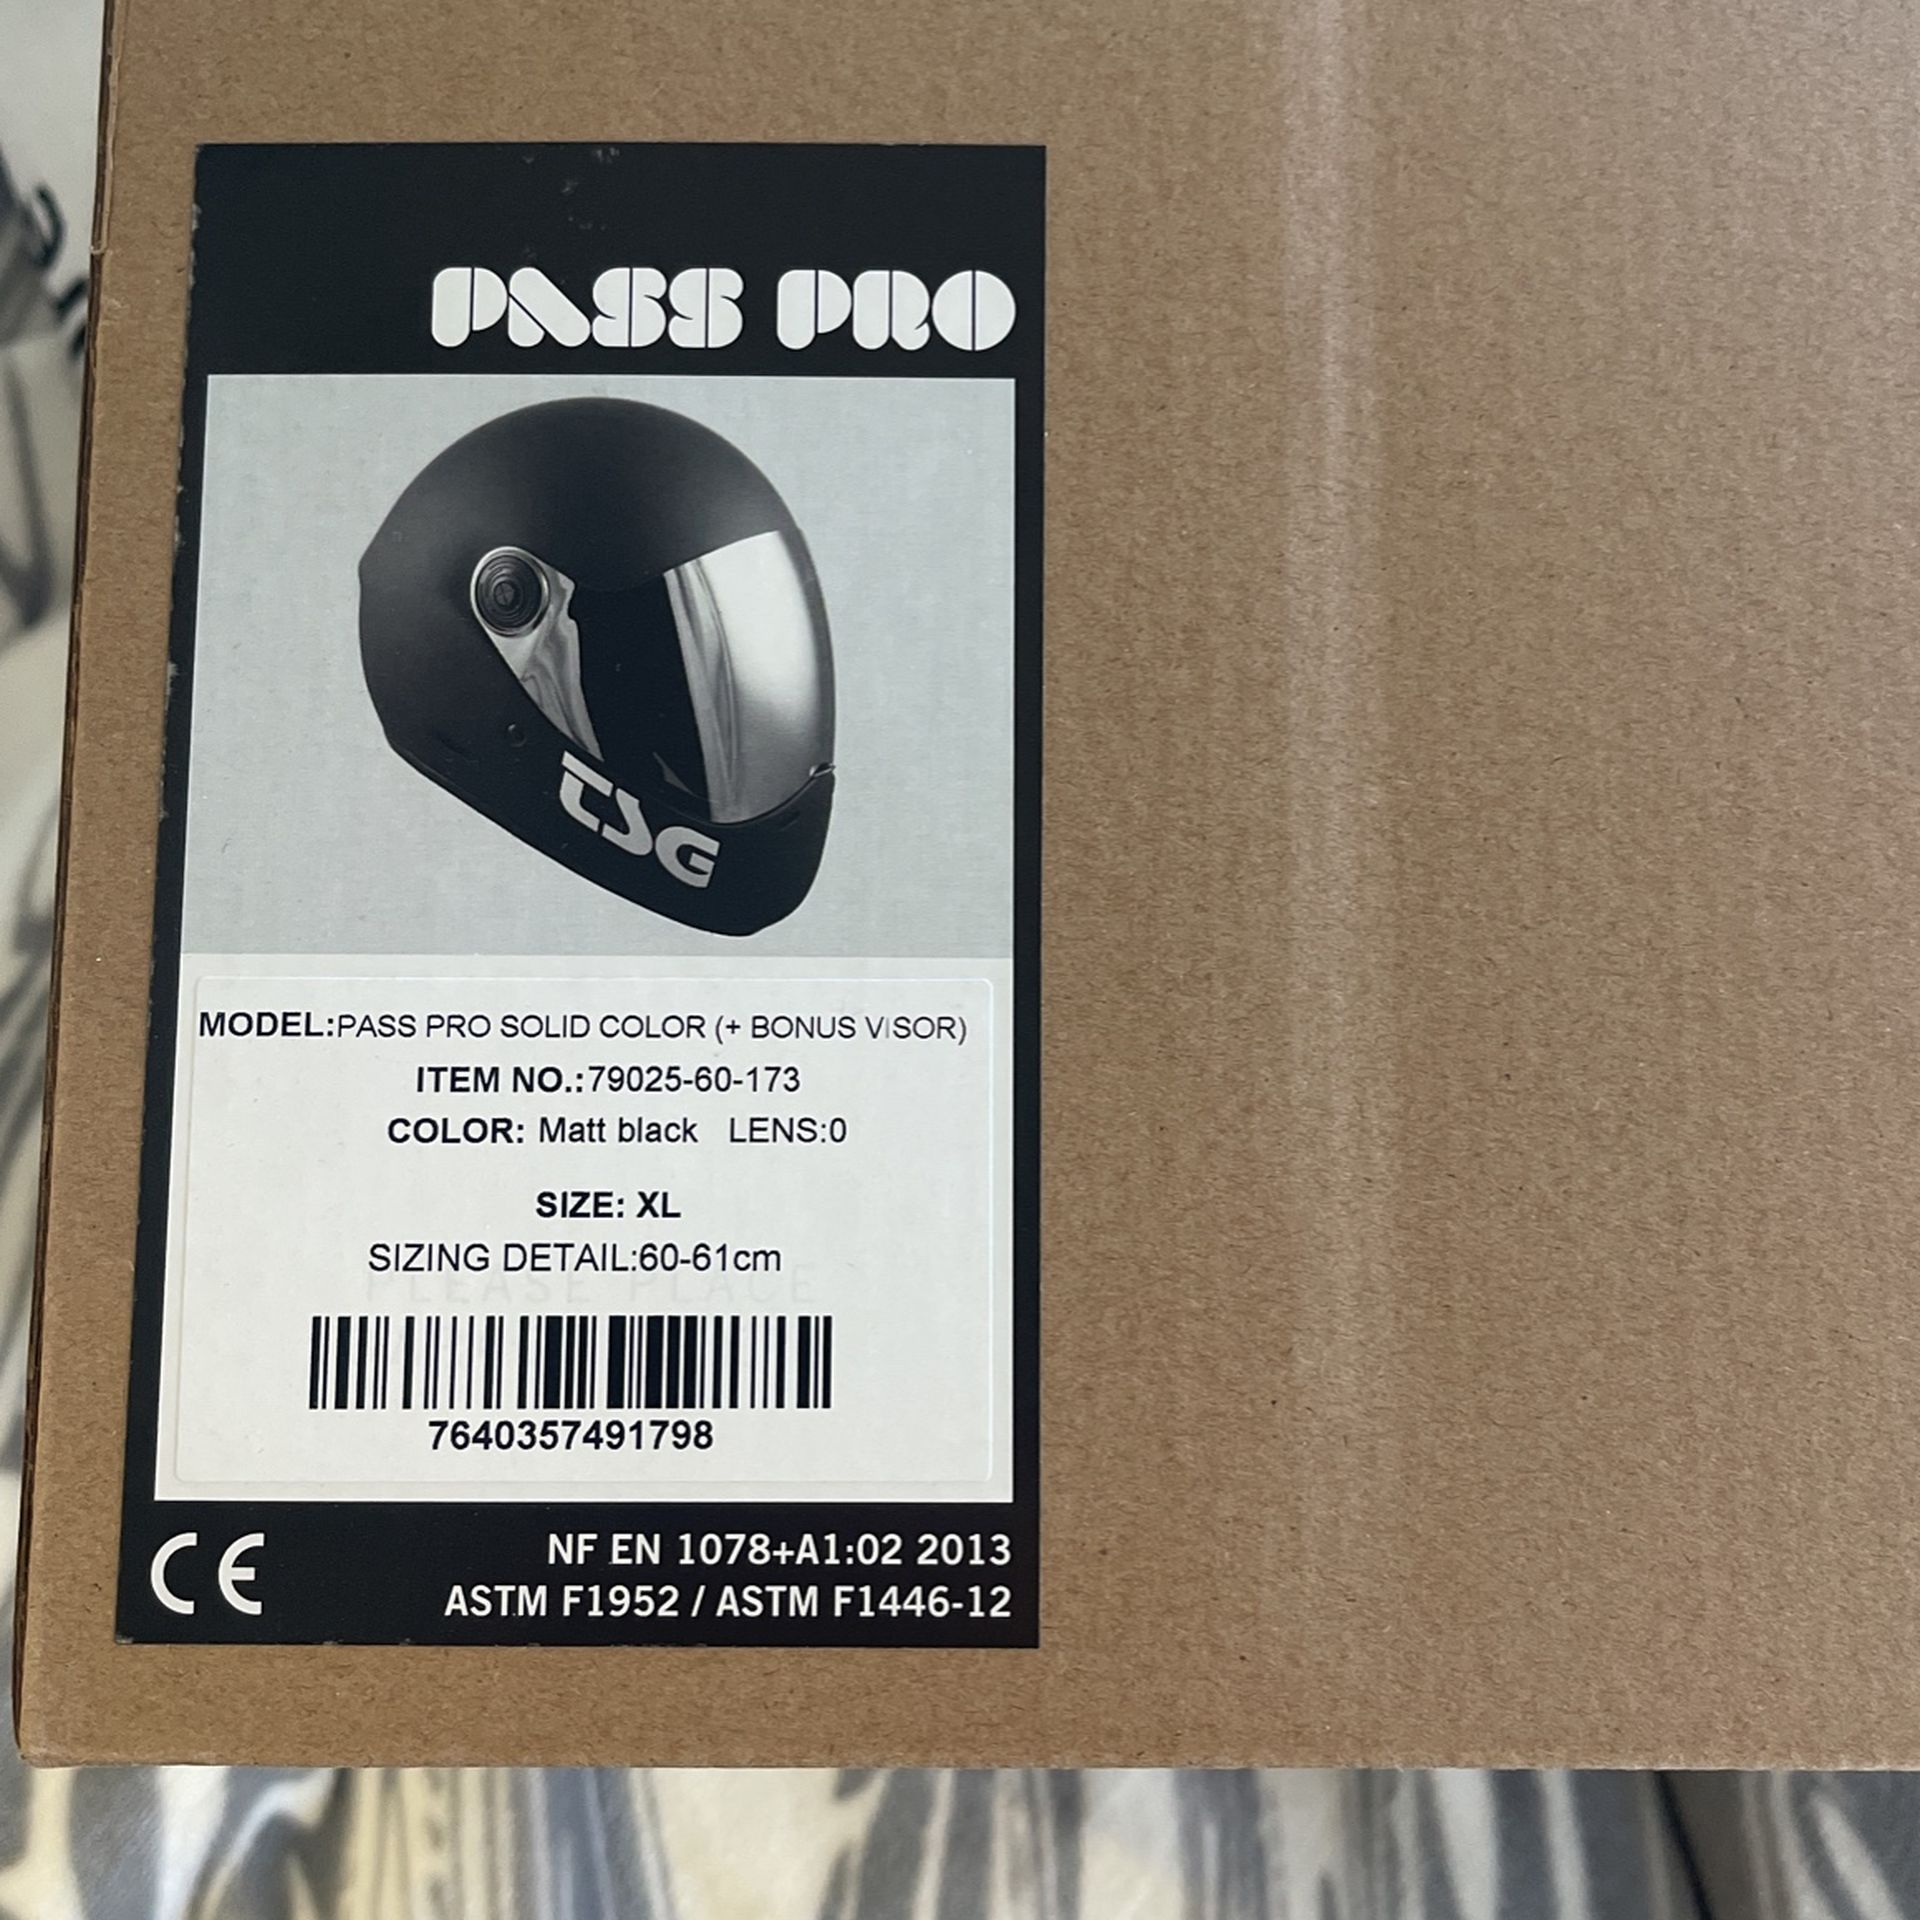 PASS PRO
TSG
MODEL:PASS PRO SOLID COLOR (+ BONUS VISOR)
ITEM NO.:79025-60-173
COLOR: Matt black LENS:0
SIZE: XL
SIZING DETAIL:60-61cm
PLEASE PLACE
7640357491798
CE
NF EN 1078+A1:02 2013
ASTM F1952 / ASTM F1446-12